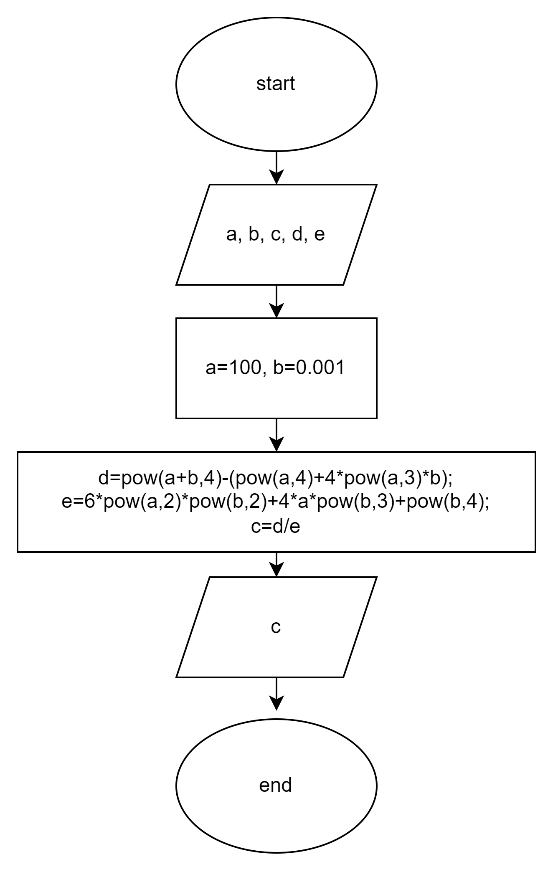 start
a, b, c, d, e
a=100, b=0.001
d=pow(a+b,4)-(pow(a,4)+4*pow(a,3)*b);
e=6*pow(a,2)*pow(b,2)+4*a*pow(b,3)+pow(b,4);
c=d/e
c
end